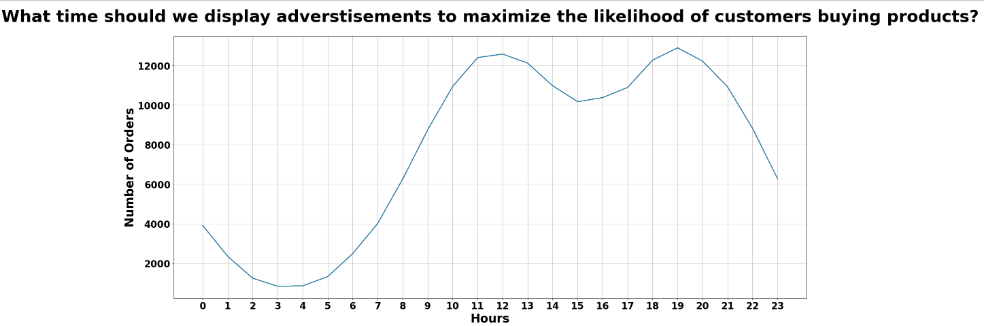 What time should we display adverstisements to maximize the likelihood of customers buying products?
12000
10000
8000
6000
4000
2000
Number of Orders
0 1 2 3 4 5 6 7 8 9 10 11 12 13 14 15 16 17 18 19 20 21 22 23
Hours